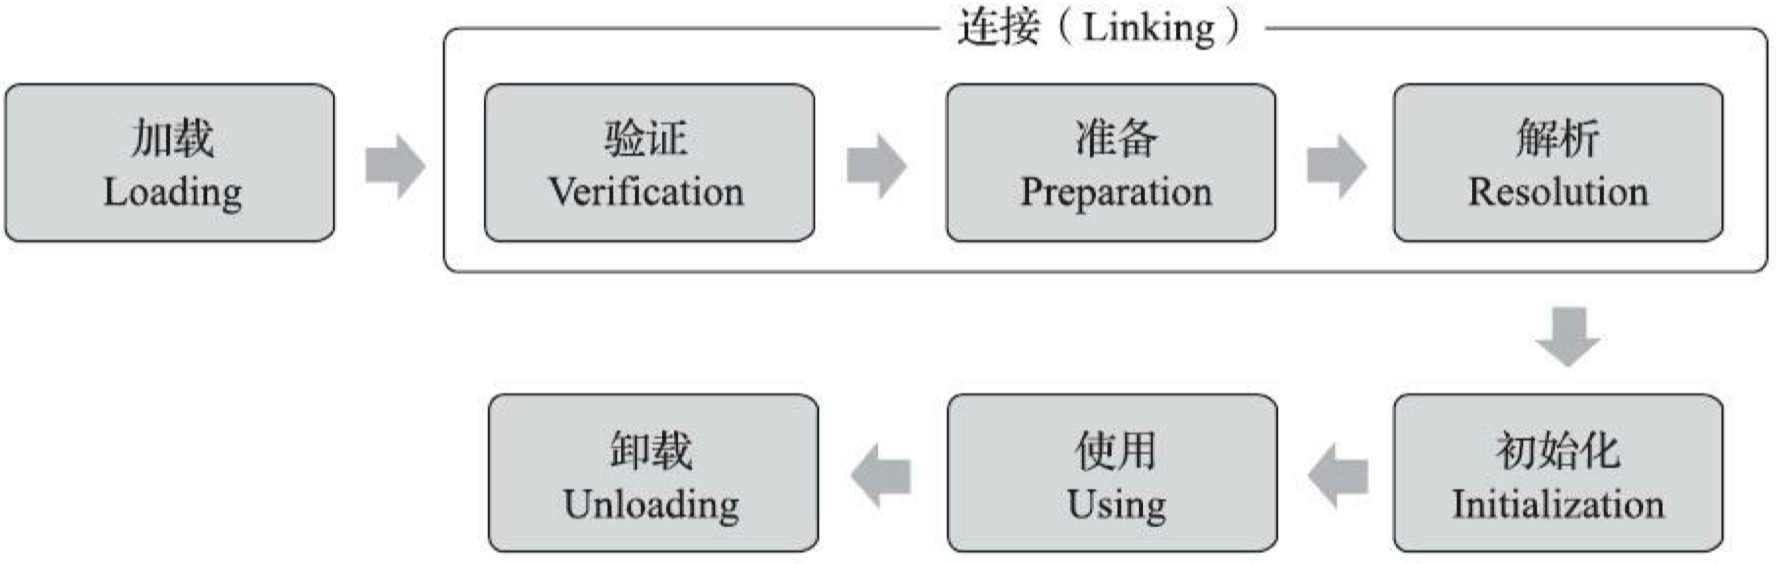 连接（Linking）
加载
Loading
验证
Verification
准备
Preparation
解析
Resolution
初始化
Initialization
使用
Using
卸载
Unloading